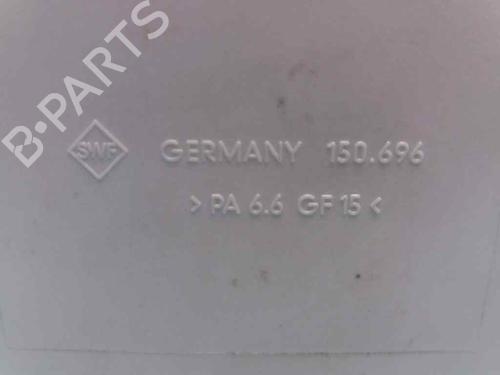 B-PARTS
SWF GERMANY 150.696
> PA 6.6 GF 15 <